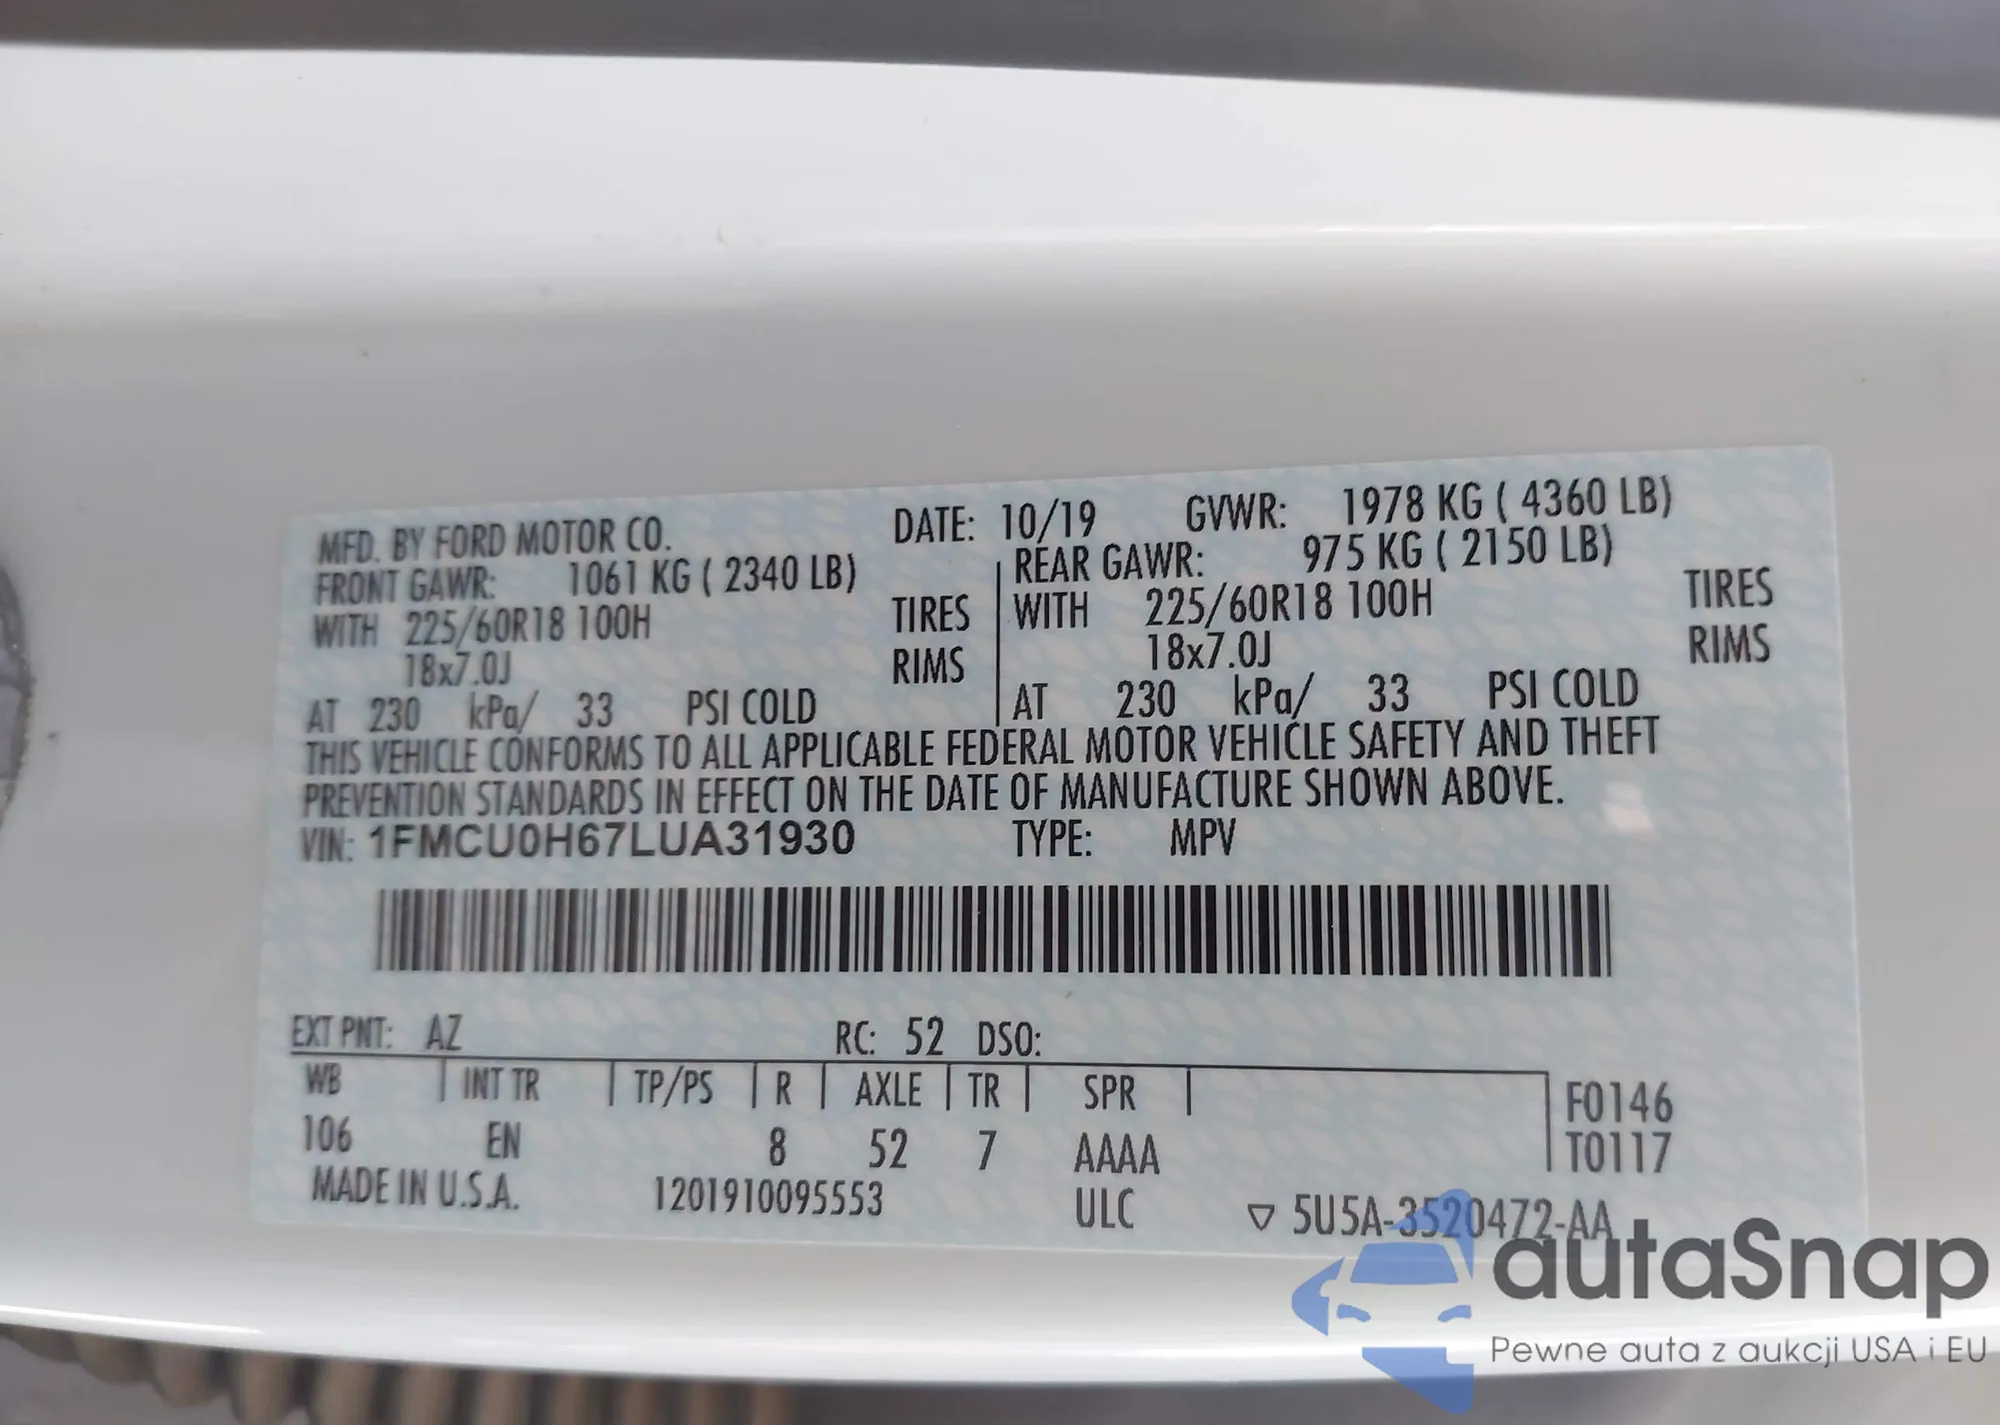 MFD. BY FORD MOTOR CO. DATE: 10/19 GVWR: 1978 KG ( 4360 LB)
FRONT GAWR: 1061 KG ( 2340 LB) REAR GAWR: 975 KG ( 2150 LB)
WITH 225/60R18 100H TIRES WITH 225/60R18 100H TIRES
18x7.0J RIMS 18x7.0J RIMS
AT 230 kPa/ 33 PSI COLD AT 230 kPa/ 33 PSI COLD
THIS VEHICLE CONFORMS TO ALL APPLICABLE FEDERAL MOTOR VEHICLE SAFETY AND THEFT
PREVENTION STANDARDS IN EFFECT ON THE DATE OF MANUFACTURE SHOWN ABOVE.
VIN: 1FMCU0H67LUA31930 TYPE: MPV
EXT PNT: AZ RC: 52 DSO:
WB INT TR TP/PS R AXLE TR SPR F0146
106 EN 8 52 7 AAAA T0117
MADE IN U.S.A. 1201910095553 ULC ▽ 5U5A-3520472-AA
autaSnap
Pewne auta z aukcji USA i EU